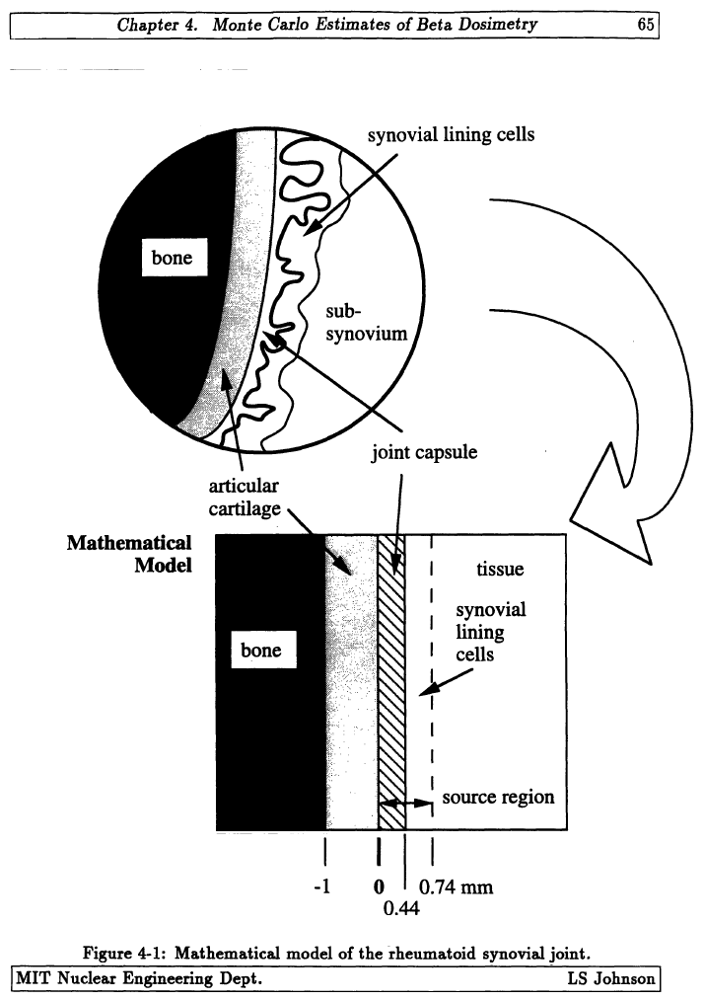 Chapter 4. Monte Carlo Estimates of Beta Dosimetry 65
synovial lining cells
bone
sub-
synovium
joint capsule
articular
cartilage
Mathematical
Model
tissue
synovial
lining
cells
bone
source region
-1 0 0.74 mm
0.44
Figure 4-1: Mathematical model of the rheumatoid synovial joint.
MIT Nuclear Engineering Dept. LS Johnson